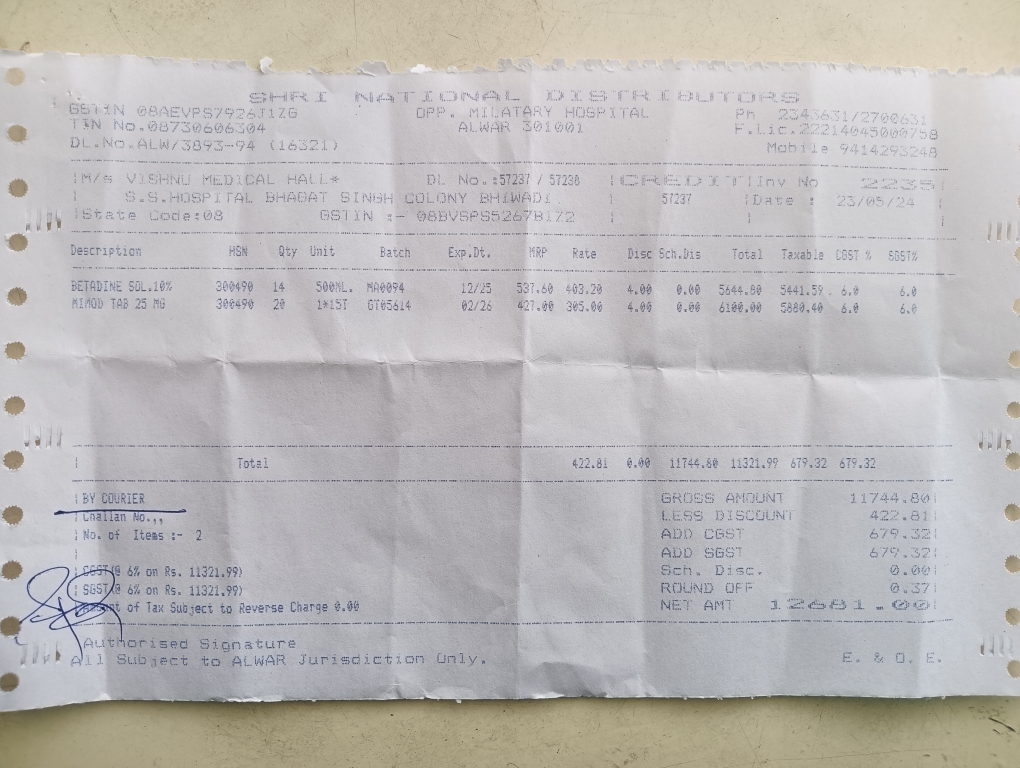 SHRI NATIONAL DISTRIBUTORS
GSTIN 08AEVPS7926J1ZG OPP. MILATARY HOSPITAL Ph 2343631/2700631
TIN No.08730606304 ALWAR 301001 F.Lic.22214045000758
DL.No.ALW/3893-94 (16321) Mobile 9414293248
M/s VISHNU MEDICAL HALL* DL No.:57237 / 57238 CREDIT Inv No 2235
S.S.HOSPITAL BHAGAT SINGH COLONY BHIWADI. 57237 Date : 23/05/24
State Code:08 GSTIN :- 08BVSPS5267B1Z2
Description HSN Qty Unit Batch Exp.Dt. MRP Rate Disc Sch.Dis Total Taxable CGST % SGST%
BETADINE SOL.10% 300490 14 500ML. MA0094 12/25 537.60 403.20 4.00 0.00 5644.80 5441.59 6.0 6.0
MIMOD TAB 25 MG 300490 20 1*15T GT05614 02/26 427.00 305.00 4.00 0.00 6100.00 5880.40 6.0 6.0
Total 422.81 0.00 11744.80 11321.99 679.32 679.32
BY COURIER GROSS AMOUNT 11744.80
Challan No.,, LESS DISCOUNT 422.81
No. of Items :- 2 ADD CGST 679.32
ADD SGST 679.32
CGST(@ 6% on Rs. 11321.99) Sch. Disc. 0.00
SGST(@ 6% on Rs. 11321.99) ROUND OFF 0.37
of Tax Subject to Reverse Charge 0.00 NET AMT 12681.00
Authorised Signature
All Subject to ALWAR Jurisdiction Only. E. & O. E.